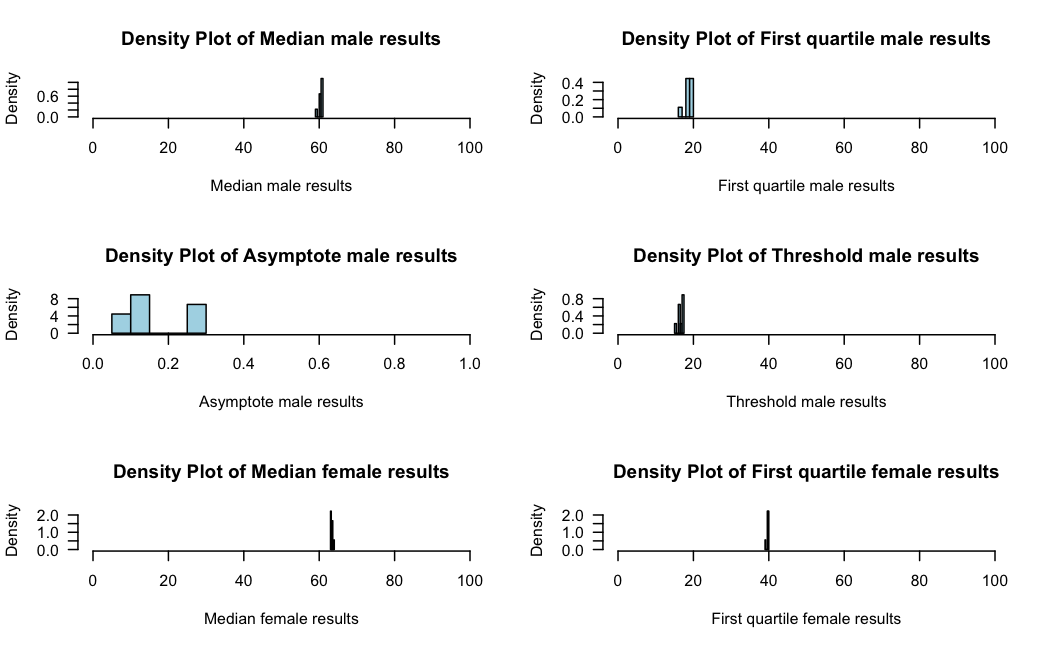 Density Plot of Median male results
Density
0.0 0.6
0 20 40 60 80 100
Median male results
Density Plot of First quartile male results
Density
0.0 0.2 0.4
0 20 40 60 80 100
First quartile male results
Density Plot of Asymptote male results
Density
0 4 8
0.0 0.2 0.4 0.6 0.8 1.0
Asymptote male results
Density Plot of Threshold male results
Density
0.0 0.4 0.8
0 20 40 60 80 100
Threshold male results
Density Plot of Median female results
Density
0.0 1.0 2.0
0 20 40 60 80 100
Median female results
Density Plot of First quartile female results
Density
0.0 1.0 2.0
0 20 40 60 80 100
First quartile female results